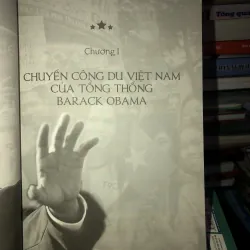 Chương I
CHUYẾN CÔNG DU VIỆT NAM
CỦA TỔNG THỐNG
BARACK OBAMA